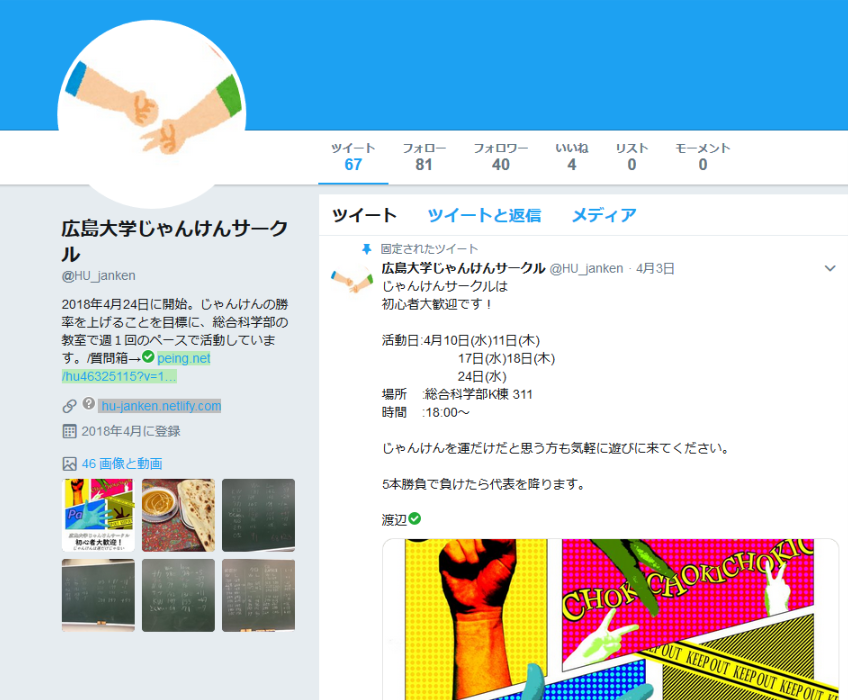 ツイート フォロー フォロワー いいね リスト モーメント
67 81 40 4 0 0
広島大学じゃんけんサーク
ル
@HU_janken
2018年4月24日に開始。じゃんけんの勝
率を上げることを目標に、総合科学部の
教室で週１回のペースで活動していま
す。/質問箱→peing.net
/hu46325115?v=1...
hu-janken.netlify.com
2018年4月に登録
46 画像と動画
初心者大歓迎！
ツイート ツイートと返信 メディア
固定されたツイート
広島大学じゃんけんサークル @HU_janken · 4月3日
じゃんけんサークルは
初心者大歓迎です！
活動日:4月10日(水)11日(木)
17日(水)18日(木)
24日(水)
場所 :総合科学部K棟 311
時間 :18:00～
じゃんけんを運だけだと思う方も気軽に遊びに来てください。
5本勝負で負けたら代表を降ります。
渡辺
CHOKICHOKICHOKIC
KEEP OUT KEEP OUT KEEP OUT KEEP OUT